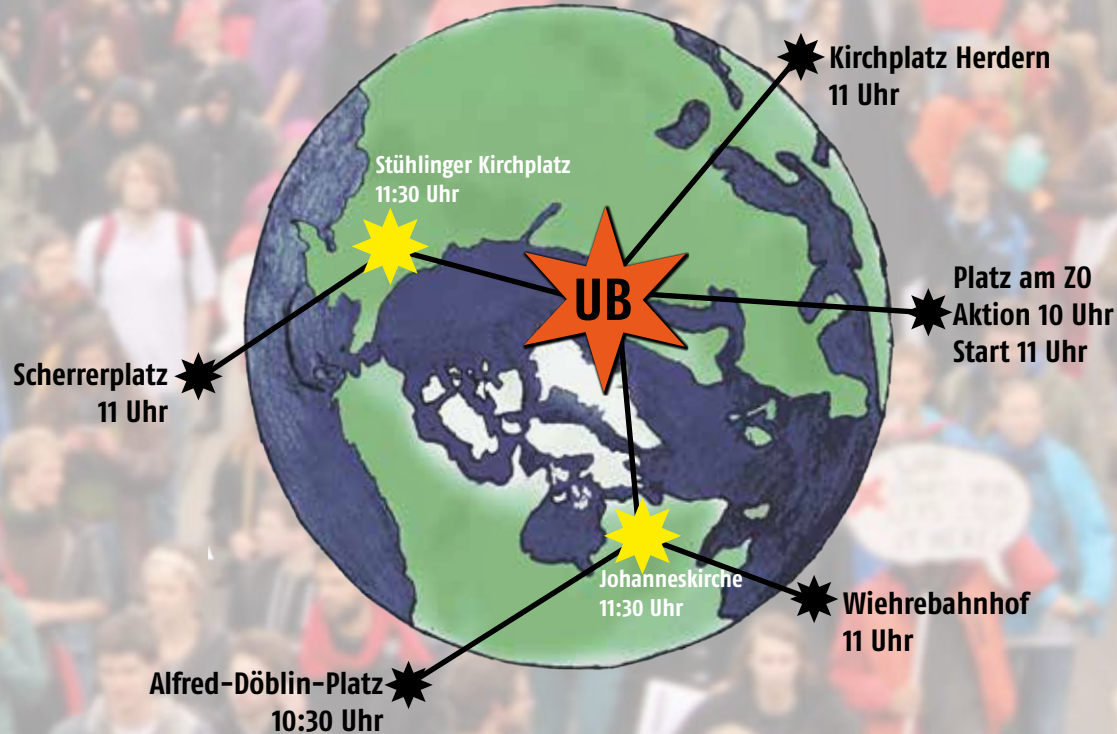 Kirchplatz Herdern
11 Uhr
Stühlinger Kirchplatz
11:30 Uhr
Platz am ZO
Aktion 10 Uhr
Start 11 Uhr
UB
Scherrerplatz
11 Uhr
Johanneskirche
11:30 Uhr
Wiehrebahnhof
11 Uhr
Alfred-Döblin-Platz
10:30 Uhr